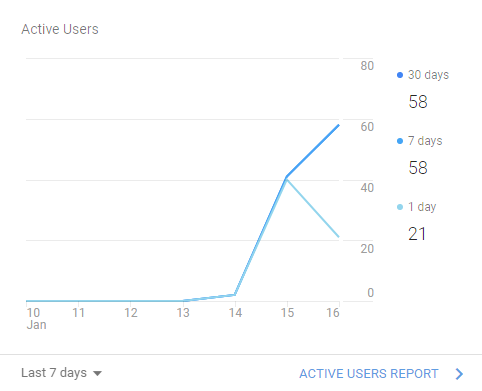 Active Users
80
60
40
20
0
10 11 12 13 14 15 16
Jan
30 days
58
7 days
58
1 day
21
Last 7 days
ACTIVE USERS REPORT